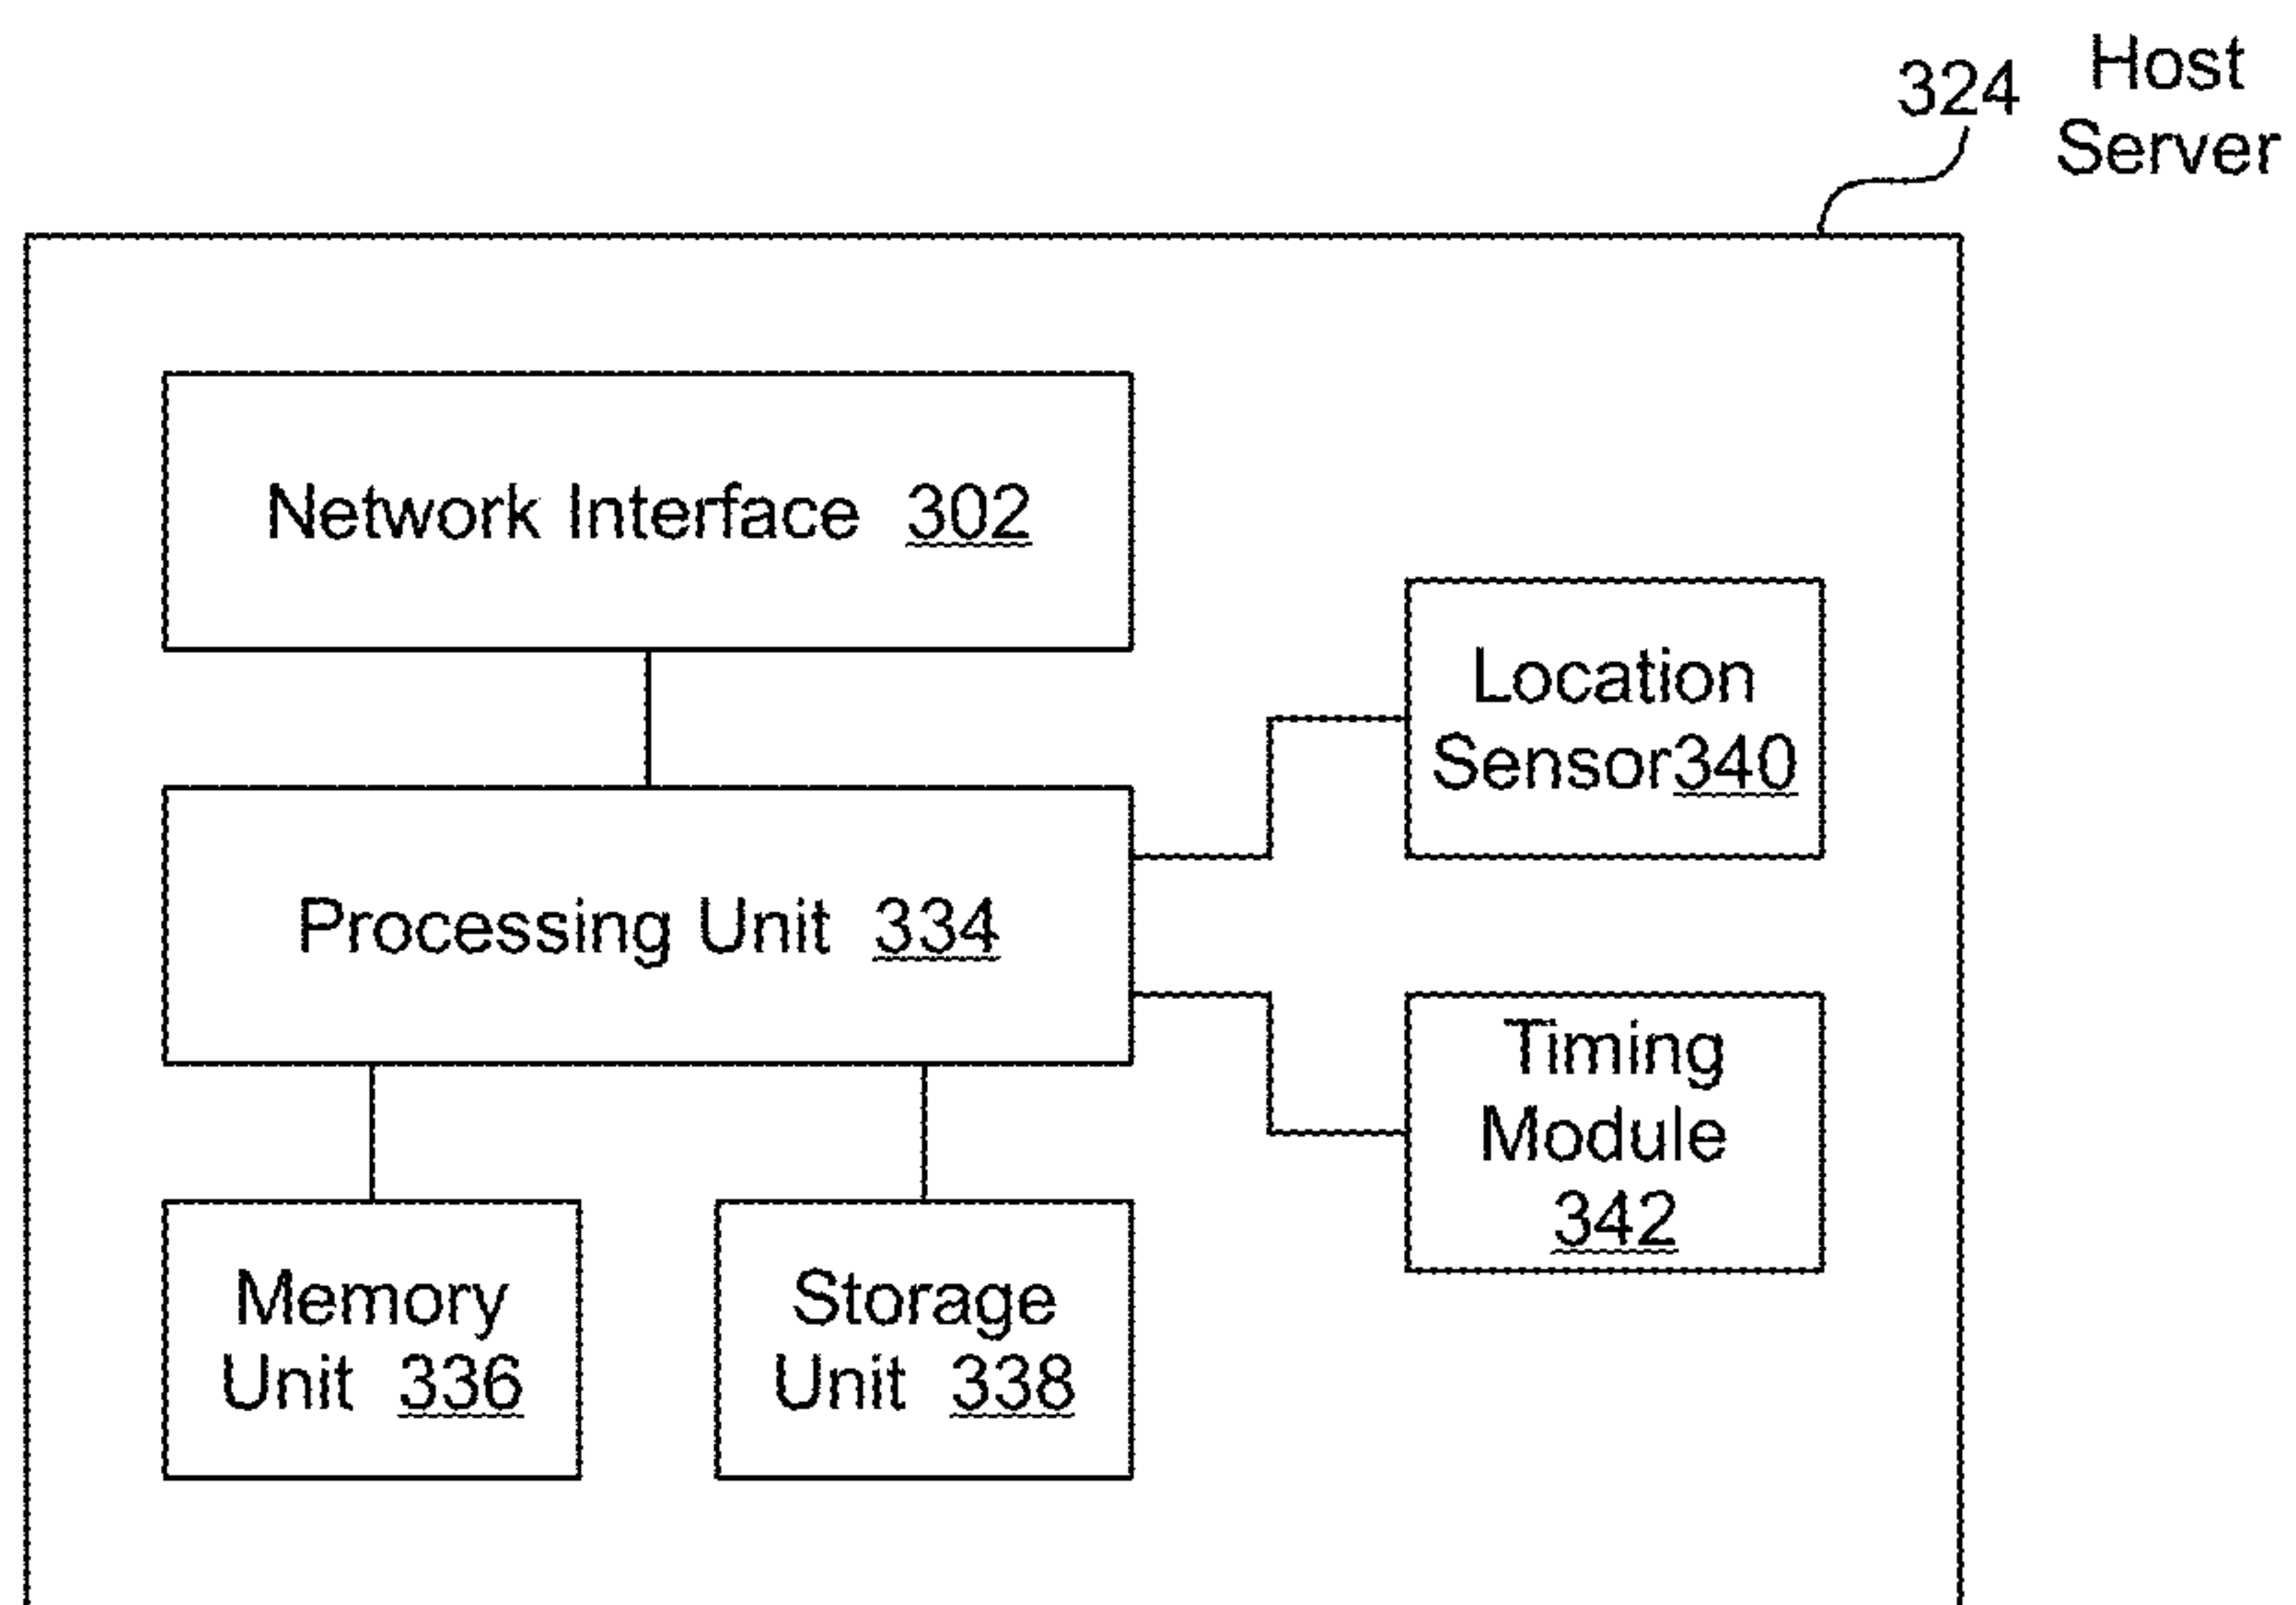 324 Host
Server
Network Interface 302
Location
Sensor340
Processing Unit 334
Timing
Module
342
Memory
Unit 336
Storage
Unit 338